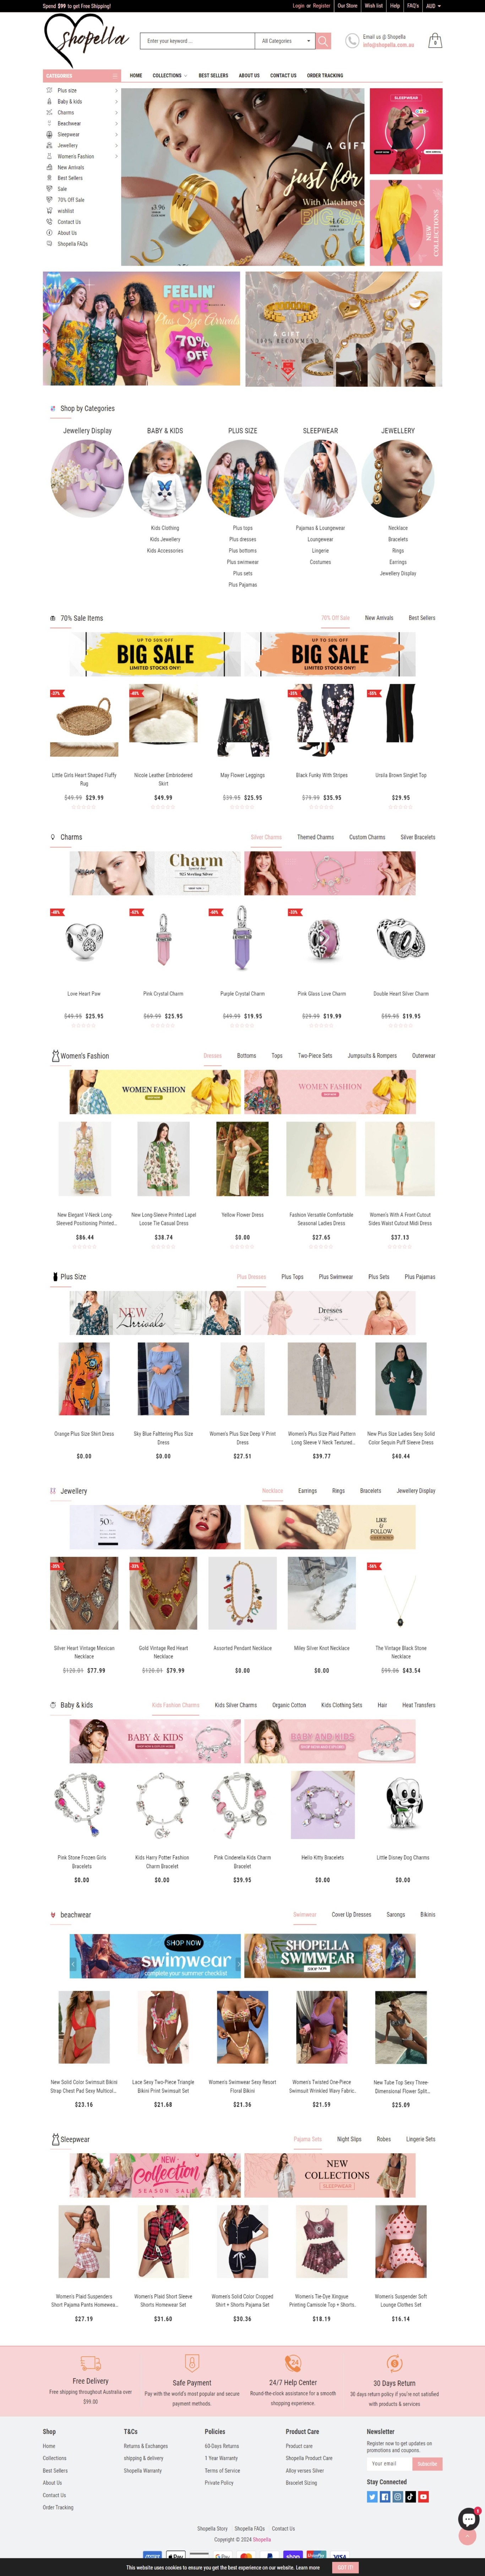 Spend $99 to get Free Shipping!
Login or Register Our Store Wish list Help FAQ's AUD
Shopella
Enter your keyword ...
All Categories
Email us @ Shopella
info@shopella.com.au
0
CATEGORIES
HOME COLLECTIONS BEST SELLERS ABOUT US CONTACT US ORDER TRACKING
Plus size
Baby & kids
Charms
Beachwear
Sleepwear
Jewellery
Women's Fashion
New Arrivals
Best Sellers
Sale
70% Off Sale
wishlist
Contact Us
About Us
Shopella FAQs
A GIFT
just for
With Matching
SLEEPWEAR
NEW
COLLECTIONS
FEELIN'
CUTE
Plus Size Arrivals
70%
OFF
A GIFT
RECOMMEND
Shop by Categories
Jewellery Display
BABY & KIDS
Kids Clothing
Kids Jewellery
Kids Accessories
PLUS SIZE
Plus tops
Plus dresses
Plus bottoms
Plus swimwear
Plus sets
Plus Pajamas
SLEEPWEAR
Pajamas & Loungewear
Loungewear
Lingerie
Costumes
JEWELLERY
Necklace
Bracelets
Rings
Earrings
Jewellery Display
70% Sale Items
70% Off Sale New Arrivals Best Sellers
UP TO 50% OFF
BIG SALE
LIMITED STOCKS ONY!
UP TO 50% OFF
BIG SALE
LIMITED STOCKS ONY!
Little Girls Heart Shaped Fluffy
Rug
$49.99 $29.99
Nicole Leather Embriodered
Skirt
$49.99
May Flower Leggings
$39.95 $25.95
Black Funky With Stripes
$79.99 $35.95
Ursila Brown Singlet Top
$29.95
Charms
Silver Charms Themed Charms Custom Charms Silver Bracelets
Charm
925 Sterling Silver
Love Heart Paw
$49.95 $25.95
Pink Crystal Charm
$69.99 $25.95
Purple Crystal Charm
$49.99 $19.95
Pink Glass Love Charm
$29.99 $19.99
Double Heart Silver Charm
$59.95 $19.95
Women's Fashion
Dresses Bottoms Tops Two-Piece Sets Jumpsuits & Rompers Outerwear
WOMEN FASHION
WOMEN FASHION
New Elegant V-Neck Long-
Sleeved Positioning Printed...
$86.44
New Long-Sleeve Printed Lapel
Loose Tie Casual Dress
$38.74
Yellow Flower Dress
$0.00
Fashion Versatile Comfortable
Seasonal Ladies Dress
$27.65
Women's With A Front Cutout
Sides Waist Cutout Midi Dress
$37.13
Plus Size
Plus Dresses Plus Tops Plus Swimwear Plus Sets Plus Pajamas
NEW
Arrivals
Dresses
Plus
Orange Plus Size Shirt Dress
$0.00
Sky Blue Falttering Plus Size
Dress
$0.00
Women's Plus Size Deep V Print
Dress
$27.51
Women's Plus Size Plaid Pattern
Long Sleeve V Neck Textured...
$39.77
New Plus Size Ladies Sexy Solid
Color Sequin Puff Sleeve Dress
$40.44
Jewellery
Necklace Earrings Rings Bracelets Jewellery Display
50%
LIKE
&
FOLLOW
Silver Heart Vintage Mexican
Necklace
$120.01 $77.99
Gold Vintage Red Heart
Necklace
$120.01 $79.99
Assorted Pendant Necklace
$0.00
Miley Silver Knot Necklace
$0.00
The Vintage Black Stone
Necklace
$99.06 $43.54
Baby & kids
Kids Fashion Charms Kids Silver Charms Organic Cotton Kids Clothing Sets Hair Heat Transfers
BABY & KIDS
BABY AND KIDS
Pink Stone Frozen Girls
Bracelets
$0.00
Kids Harry Potter Fashion
Charm Bracelet
$0.00
Pink Cinderella Kids Charm
Bracelet
$39.95
Hello Kitty Bracelets
$0.00
Little Disney Dog Charms
$0.00
beachwear
Swimwear Cover Up Dresses Sarongs Bikinis
SHOP NOW
swimwear
complete your summer checklist
SHOPELLA
SWIMWEAR
SHOP NOW
New Solid Color Swimsuit Bikini
Strap Chest Pad Sexy Multicol...
$23.16
Lace Sexy Two-Piece Triangle
Bikini Print Swimsuit Set
$21.68
Women's Swimwear Sexy Resort
Floral Bikini
$21.36
Women's Twisted One-Piece
Swimsuit Wrinkled Wavy Fabric...
$21.59
New Tube Top Sexy Three-
Dimensional Flower Split...
$25.09
Sleepwear
Pajama Sets Night Slips Robes Lingerie Sets
NEW
Collection
SEASON SALE
NEW
COLLECTIONS
SLEEPWEAR
Women's Plaid Suspenders
Short Pajama Pants Homewea...
$27.19
Women's Plaid Short Sleeve
Shorts Homewear Set
$31.60
Women's Solid Color Cropped
Shirt + Shorts Pajama Set
$30.36
Women's Tie-Dye Xingyue
Printing Camisole Top + Shorts...
$18.19
Women's Suspender Soft
Lounge Clothes Set
$16.14
Free Delivery
Free shipping throughout Australia over
$99.00
Safe Payment
Pay with the world's most popular and secure
payment methods.
24/7 Help Center
Round-the-clock assistance for a smooth
shopping experience.
30 Days Return
30 days return policy if you're not satisfied
with products & services
Shop
Home
Collections
Best Sellers
About Us
Contact Us
Order Tracking
T&Cs
Returns & Exchanges
shipping & delivery
Shopella Warranty
Policies
60-Days Returns
1 Year Warranty
Terms of Service
Private Policy
Product Care
Product care
Shopella Product Care
Alloy verses Silver
Bracelet Sizing
Newsletter
Register now to get updates on
promotions and coupons.
Your email
Subscribe
Stay Connected
Shopella Story Shopella FAQs Contact Us
Copyright © 2024 Shopella
This website uses cookies to ensure you get the best experience on our website. Learn more
GOT IT!